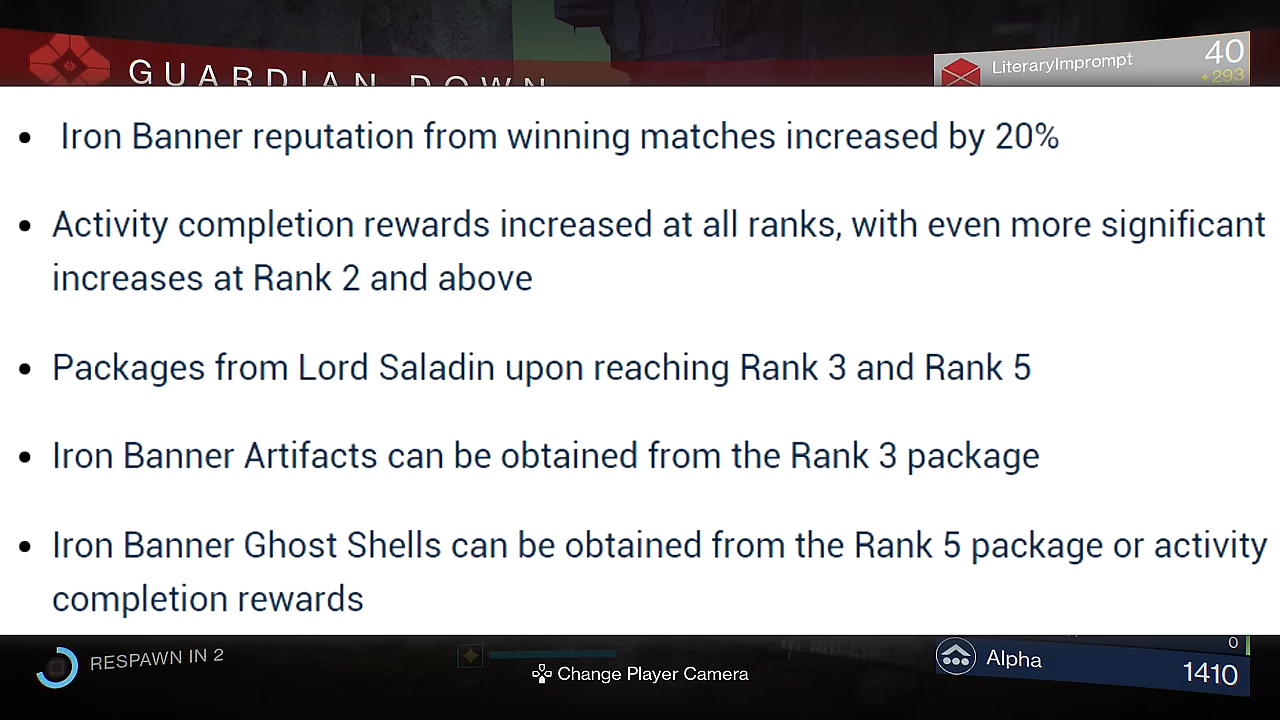 GUARDIAN DOWN
LiteraryImprompt
40
+293
• Iron Banner reputation from winning matches increased by 20%
• Activity completion rewards increased at all ranks, with even more significant
increases at Rank 2 and above
• Packages from Lord Saladin upon reaching Rank 3 and Rank 5
• Iron Banner Artifacts can be obtained from the Rank 3 package
• Iron Banner Ghost Shells can be obtained from the Rank 5 package or activity
completion rewards
RESPAWN IN 2
Change Player Camera
0
Alpha
1410